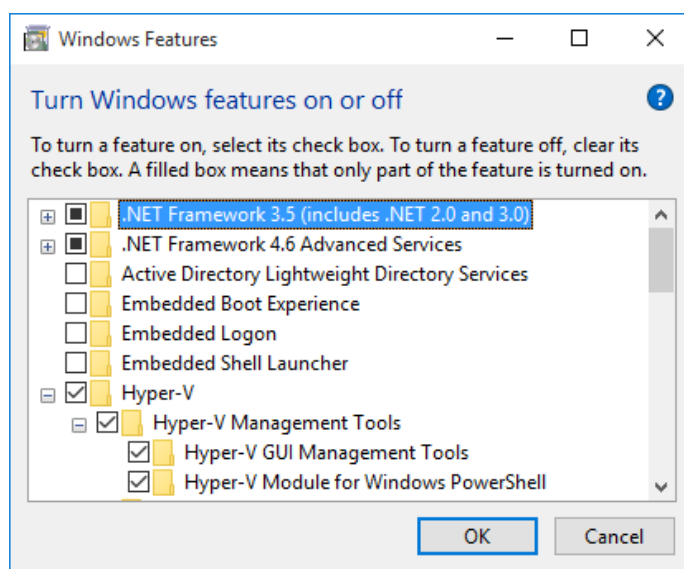 Windows Features
Turn Windows features on or off
To turn a feature on, select its check box. To turn a feature off, clear its
check box. A filled box means that only part of the feature is turned on.
.NET Framework 3.5 (includes .NET 2.0 and 3.0)
.NET Framework 4.6 Advanced Services
Active Directory Lightweight Directory Services
Embedded Boot Experience
Embedded Logon
Embedded Shell Launcher
Hyper-V
Hyper-V Management Tools
Hyper-V GUI Management Tools
Hyper-V Module for Windows PowerShell
OK Cancel